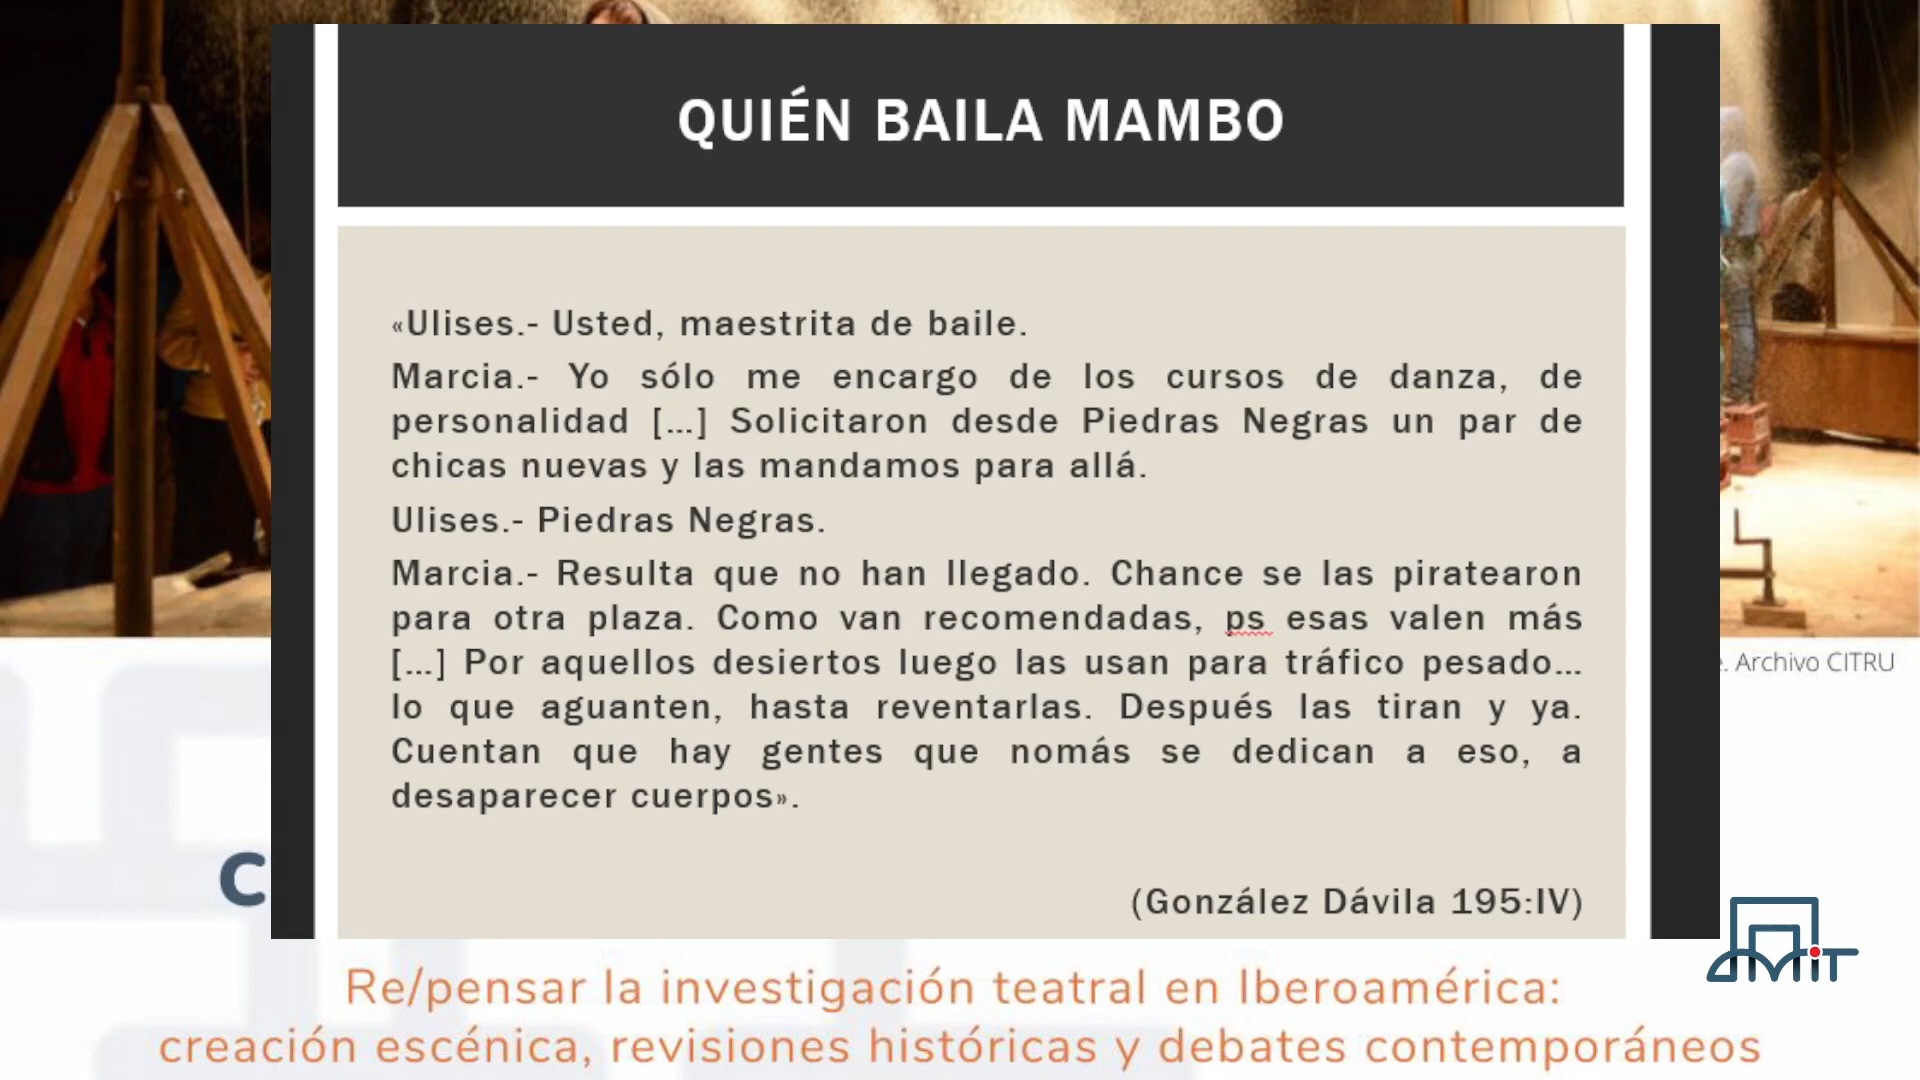 QUIÉN BAILA MAMBO
«Ulises.- Usted, maestrita de baile.
Marcia.- Yo sólo me encargo de los cursos de danza, de
personalidad [...] Solicitaron desde Piedras Negras un par de
chicas nuevas y las mandamos para allá.
Ulises.- Piedras Negras.
Marcia.- Resulta que no han llegado. Chance se las piratearon
para otra plaza. Como van recomendadas, ps esas valen más
[...] Por aquellos desiertos luego las usan para tráfico pesado...
lo que aguanten, hasta reventarlas. Después las tiran y ya.
Cuentan que hay gentes que nomás se dedican a eso, a
desaparecer cuerpos».
(González Dávila 195:IV)
. Archivo CITRU
C
AMIT
Re/pensar la investigación teatral en Iberoamérica:
creación escénica, revisiones históricas y debates contemporáneos